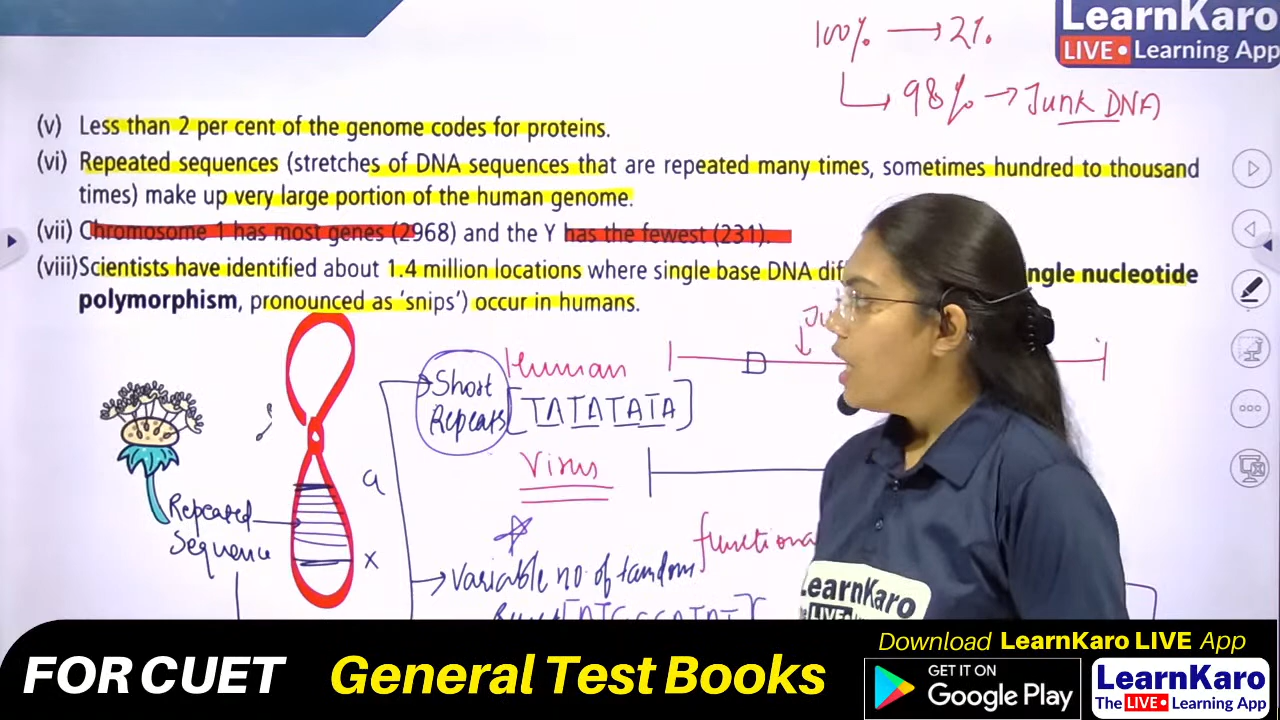 100% → 2%
LearnKaro
LIVE • Learning App
↳ 98% → Junk DNA
(v) Less than 2 per cent of the genome codes for proteins.
(vi) Repeated sequences (stretches of DNA sequences that are repeated many times, sometimes hundred to thousand
times) make up very large portion of the human genome.
(vii) Chromosome 1 has most genes (2968) and the Y has the fewest (231).
(viii) Scientists have identified about 1.4 million locations where single base DNA
ngle nucleotide
polymorphism, pronounced as ‘snips’) occur in humans.
Human
D
Short
Repeats [TATATATA]
Virus
a
Repeated
Sequence
x
functiona
→ Variable no. of tandom
LearnKaro
LIVE
FOR CUET
General Test Books
Download LearnKaro LIVE App
GET IT ON
Google Play
LearnKaro
The LIVE • Learning App